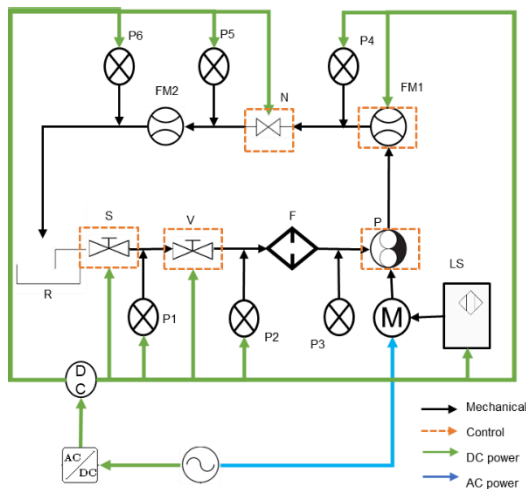 P6
P5
P4
FM2
N
FM1
S
V
F
P
R
P1
P2
P3
M
LS
D
C
AC
DC
Mechanical
Control
DC power
AC power